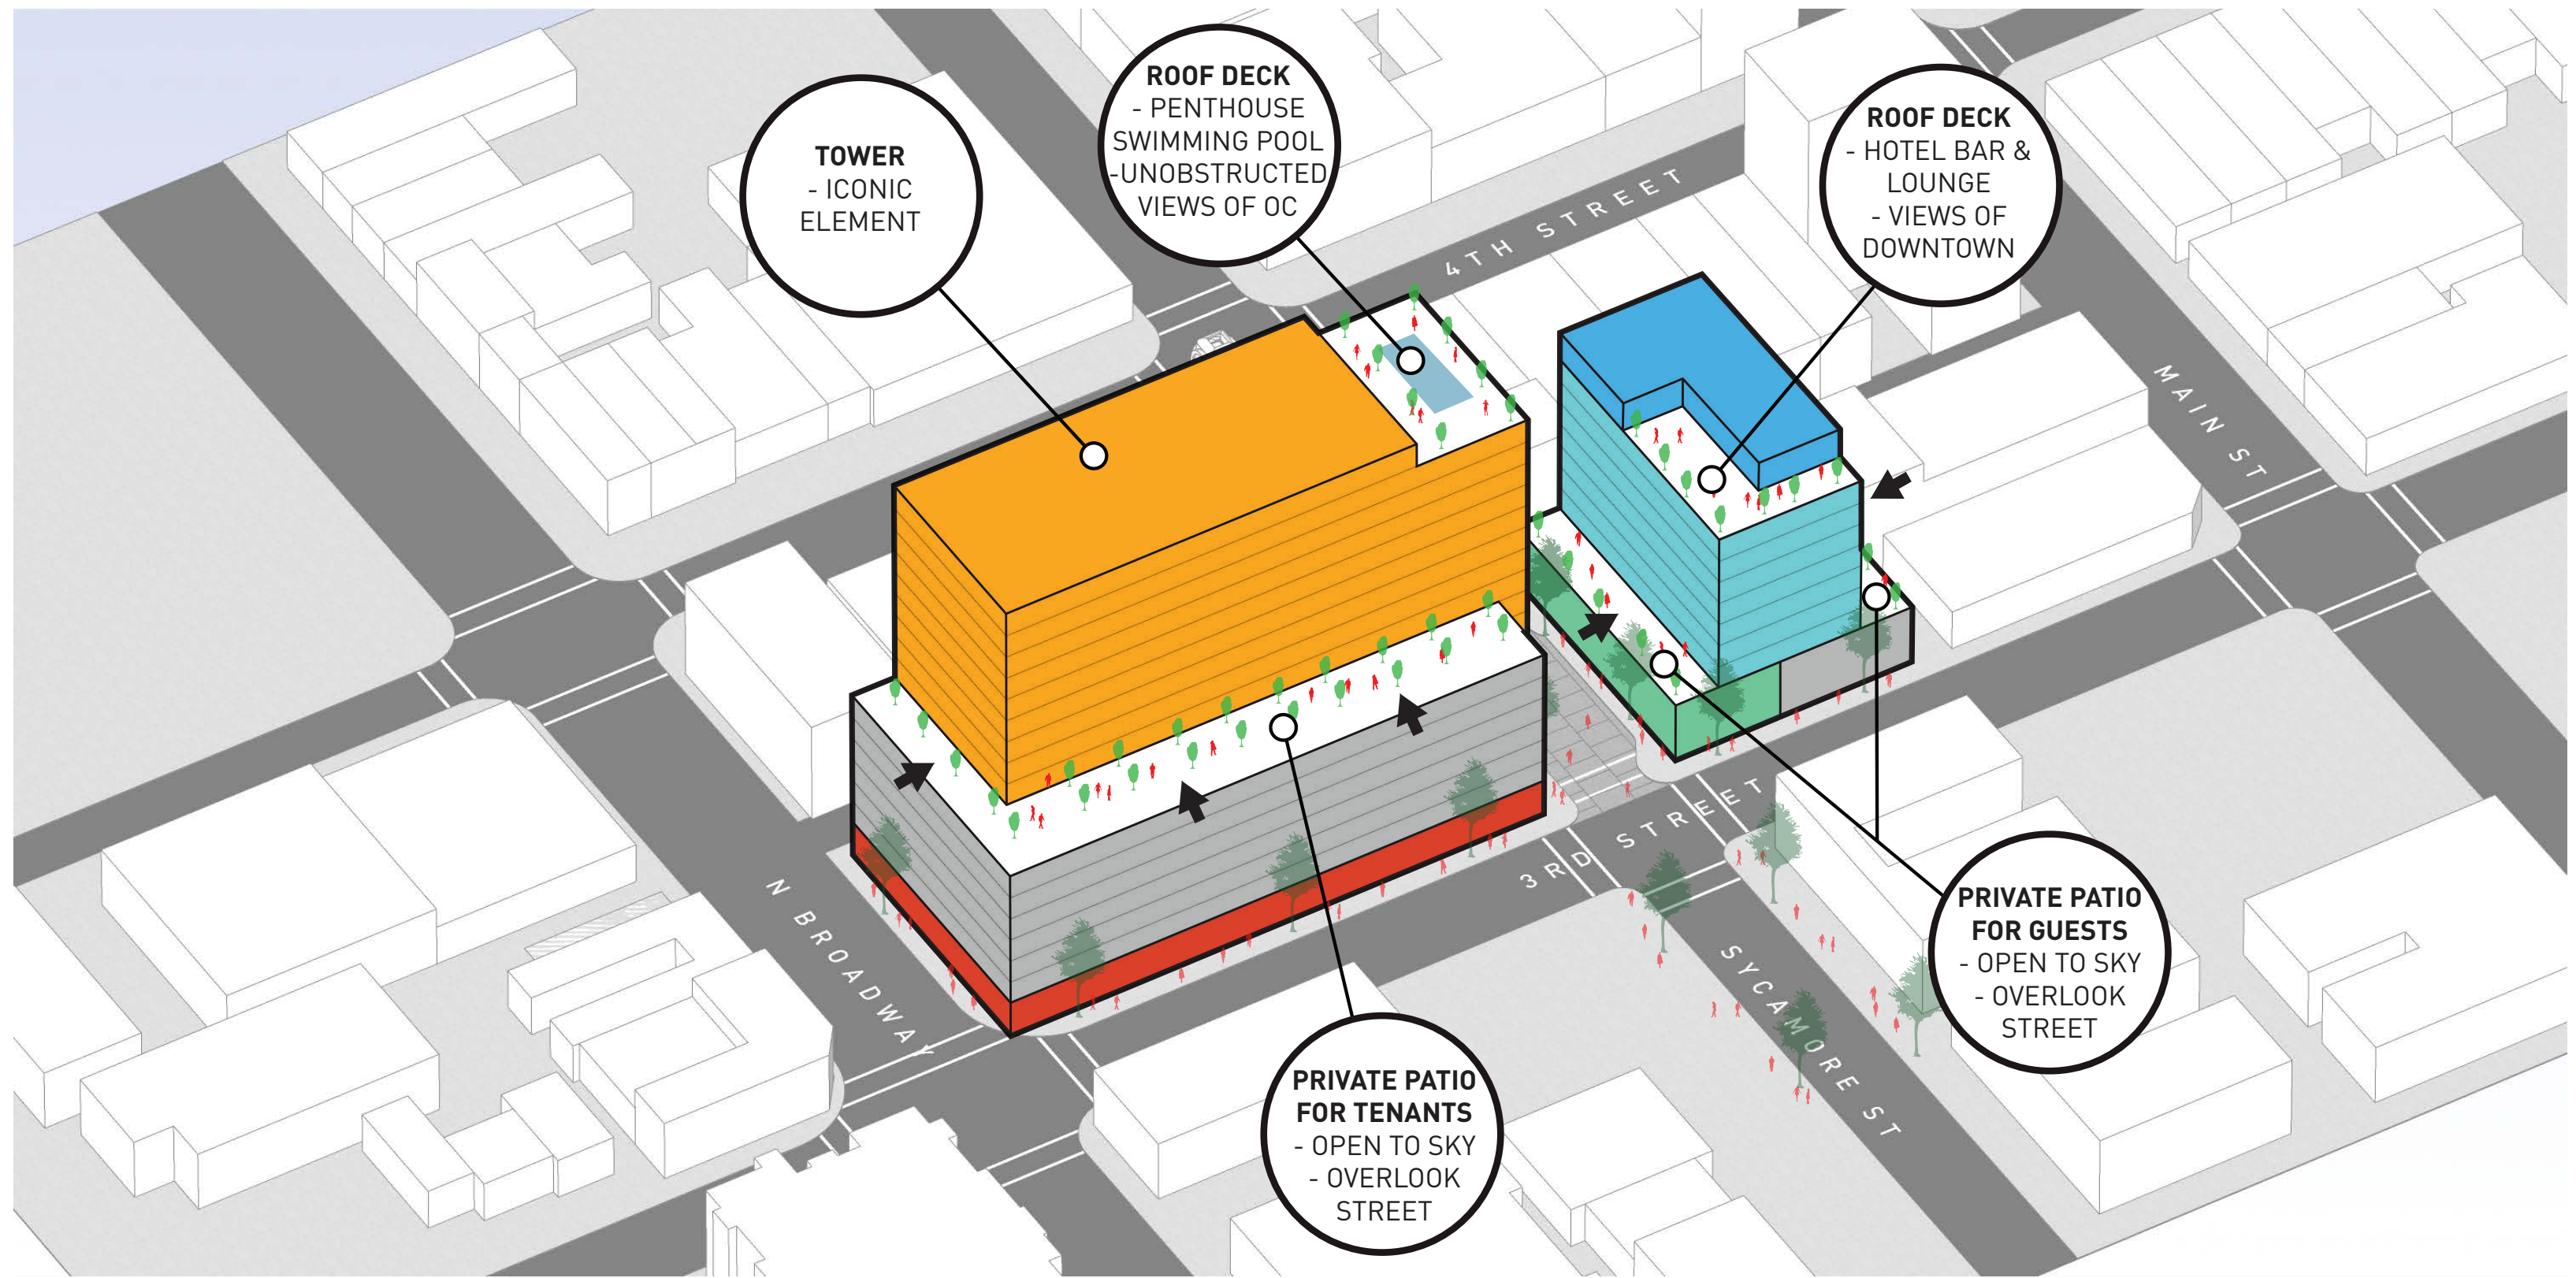 TOWER
- ICONIC
ELEMENT
ROOF DECK
- PENTHOUSE
SWIMMING POOL
-UNOBSTRUCTED
VIEWS OF OC
ROOF DECK
- HOTEL BAR &
LOUNGE
- VIEWS OF
DOWNTOWN
4TH STREET
MAIN ST
3RD STREET
N BROADWAY
SYCAMORE ST
PRIVATE PATIO
FOR GUESTS
- OPEN TO SKY
- OVERLOOK
STREET
PRIVATE PATIO
FOR TENANTS
- OPEN TO SKY
- OVERLOOK
STREET